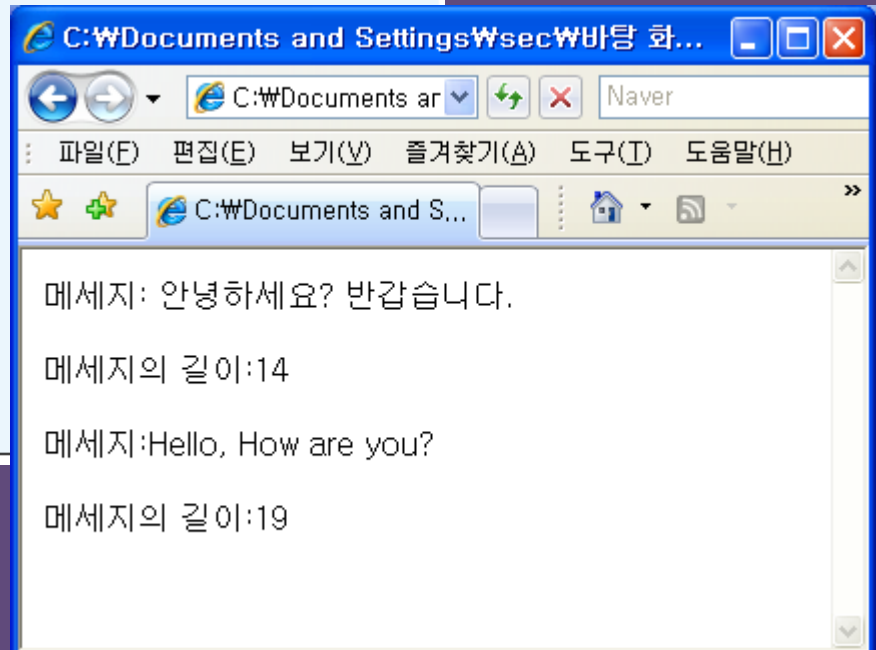 C:₩Documents and Settings₩sec₩바탕 화...
C:₩Documents ar
Naver
파일(F) 편집(E) 보기(V) 즐겨찾기(A) 도구(T) 도움말(H)
C:₩Documents and S...
»
메세지: 안녕하세요? 반갑습니다.
메세지의 길이:14
메세지:Hello, How are you?
메세지의 길이:19